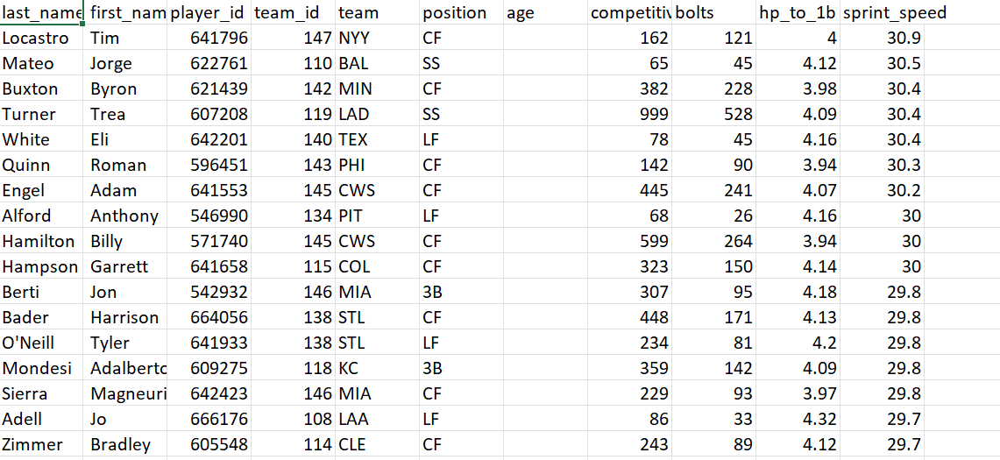 last_name first_nam player_id team_id team position age competitiv bolts hp_to_1b sprint_speed
Locastro Tim 641796 147 NYY CF 162 121 4 30.9
Mateo Jorge 622761 110 BAL SS 65 45 4.12 30.5
Buxton Byron 621439 142 MIN CF 382 228 3.98 30.4
Turner Trea 607208 119 LAD SS 999 528 4.09 30.4
White Eli 642201 140 TEX LF 78 45 4.16 30.4
Quinn Roman 596451 143 PHI CF 142 90 3.94 30.3
Engel Adam 641553 145 CWS CF 445 241 4.07 30.2
Alford Anthony 546990 134 PIT LF 68 26 4.16 30
Hamilton Billy 571740 145 CWS CF 599 264 3.94 30
Hampson Garrett 641658 115 COL CF 323 150 4.14 30
Berti Jon 542932 146 MIA 3B 307 95 4.18 29.8
Bader Harrison 664056 138 STL CF 448 171 4.13 29.8
O'Neill Tyler 641933 138 STL LF 234 81 4.2 29.8
Mondesi Adalberto 609275 118 KC 3B 359 142 4.09 29.8
Sierra Magneuri 642423 146 MIA CF 229 93 3.97 29.8
Adell Jo 666176 108 LAA LF 86 33 4.32 29.7
Zimmer Bradley 605548 114 CLE CF 243 89 4.12 29.7